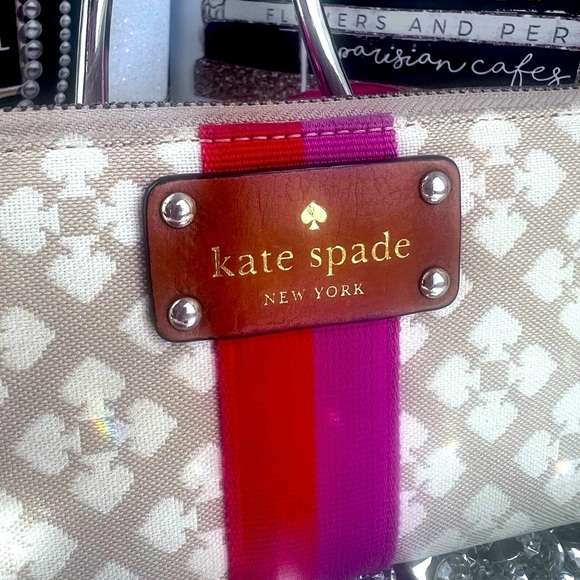 FLOWERS AND PER
parisian cafes
kate spade
NEW YORK